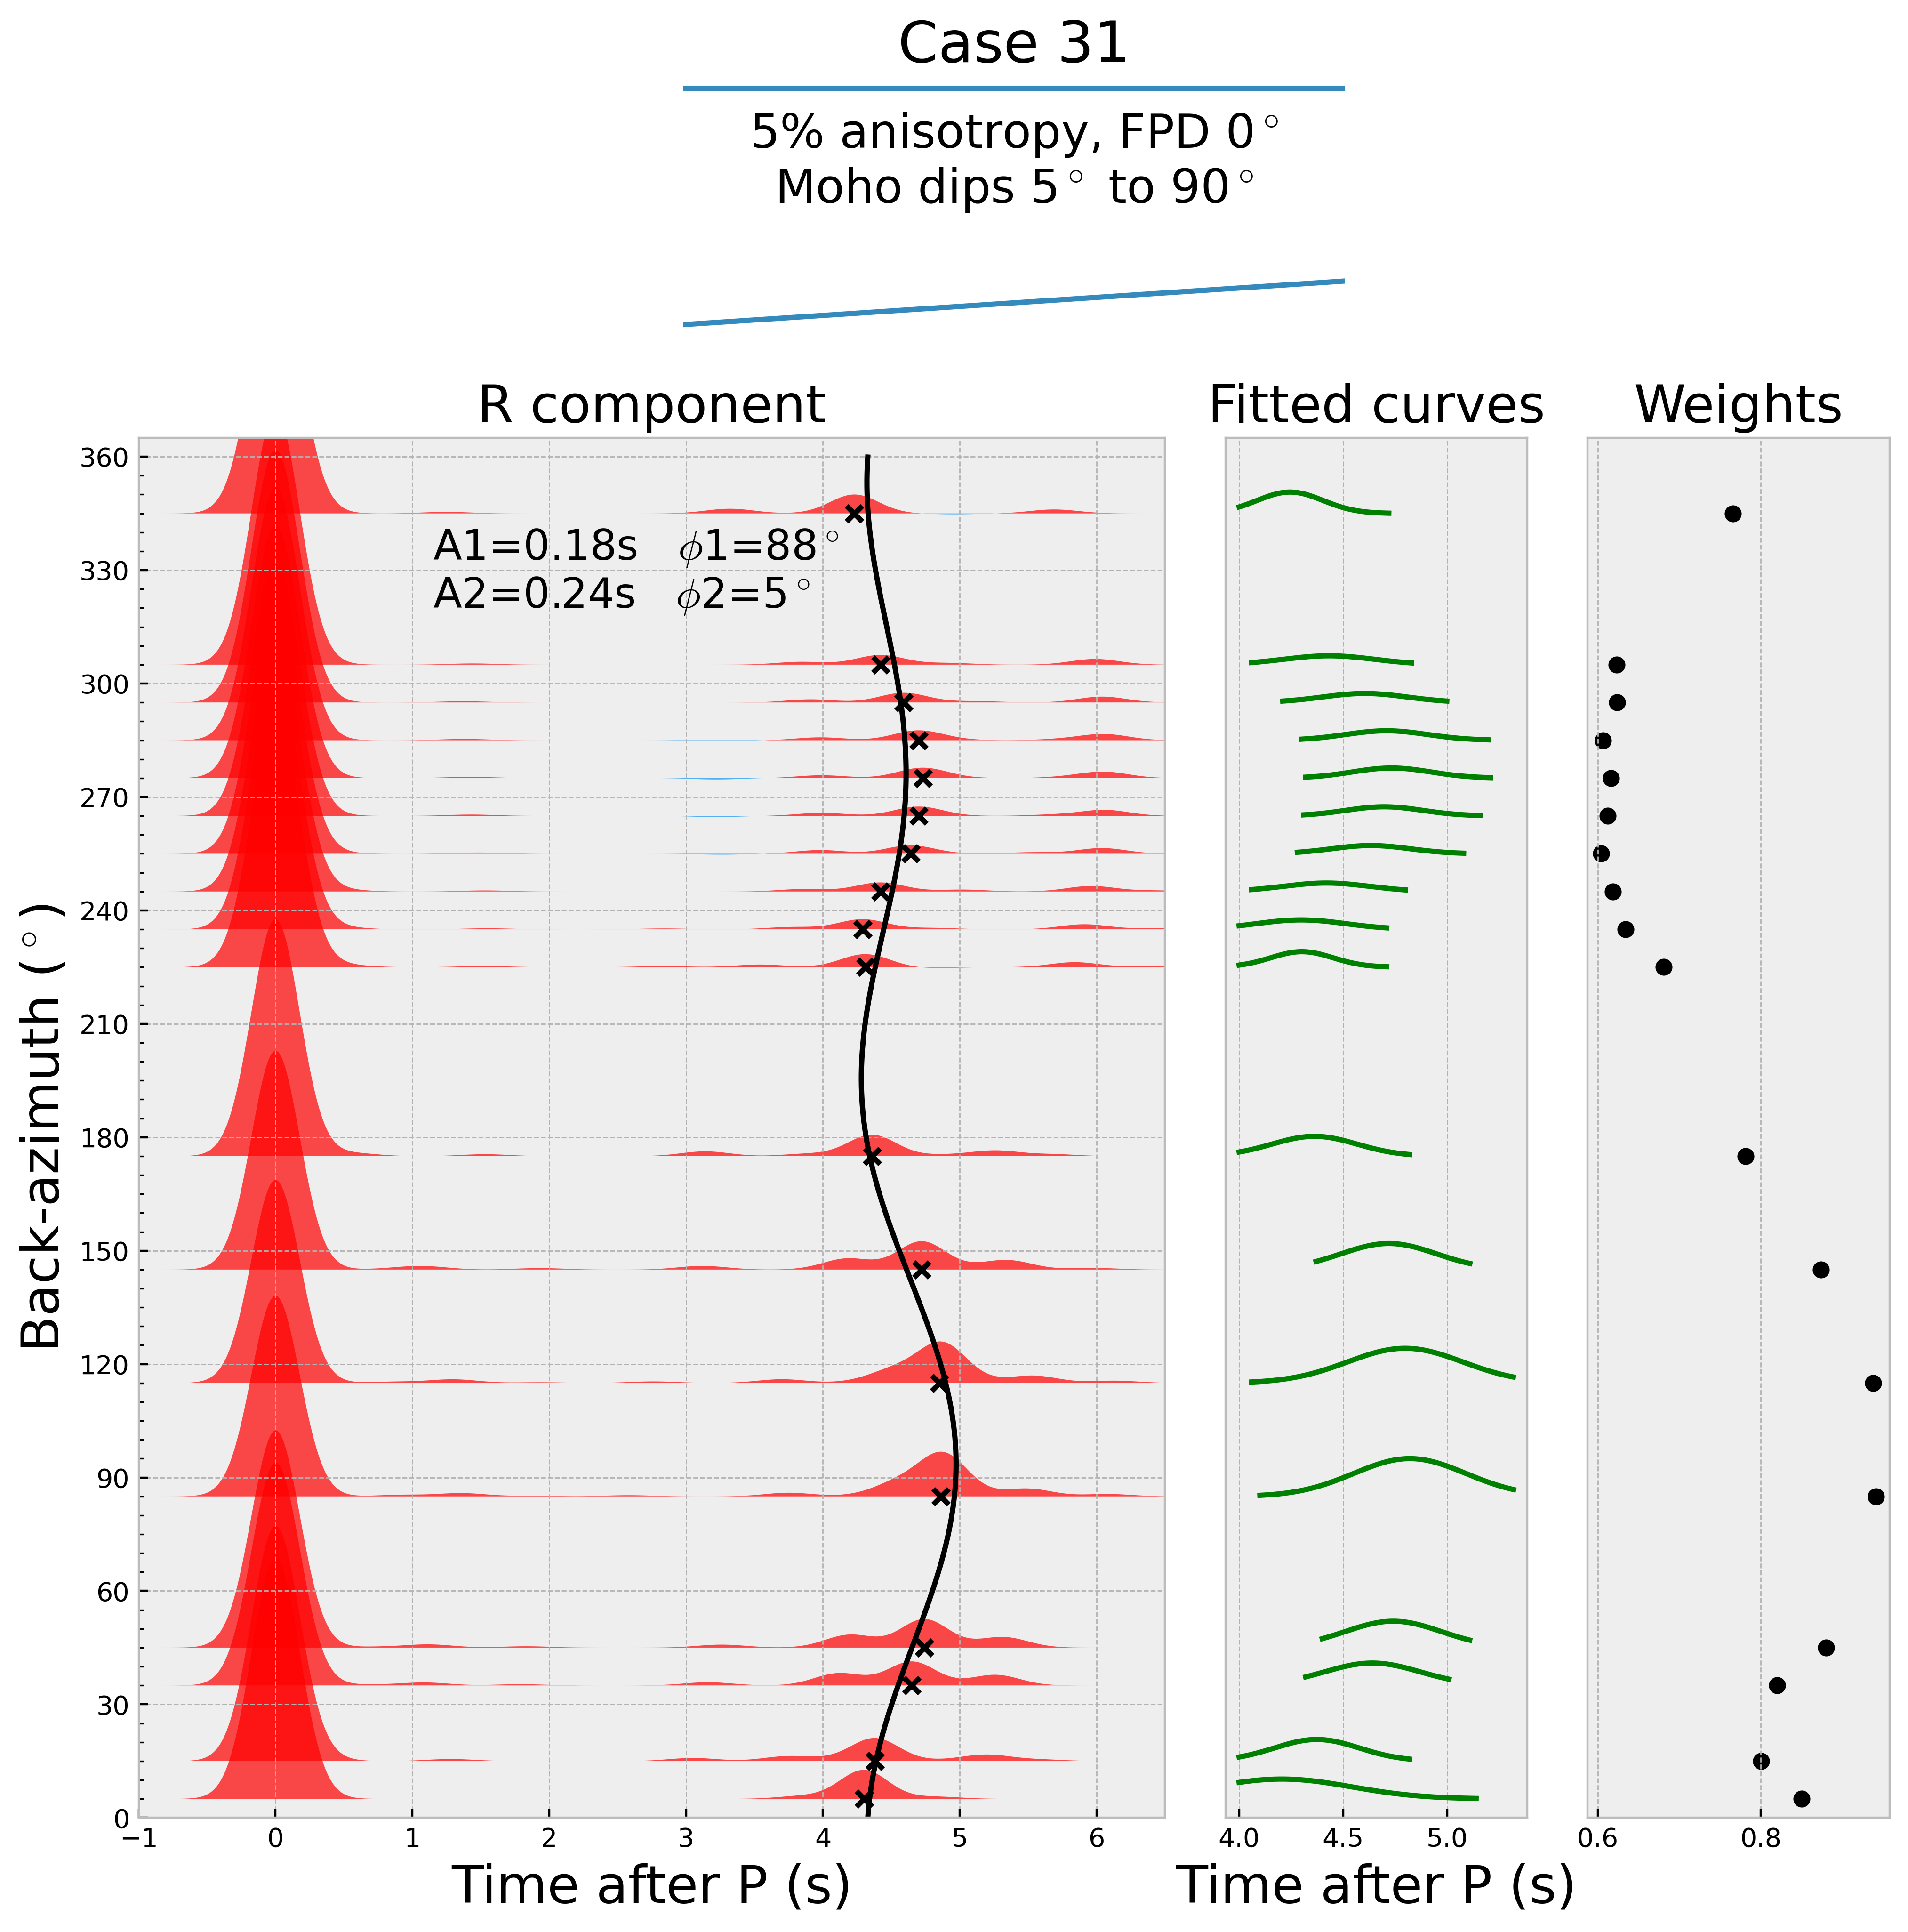 Case 31
5% anisotropy, FPD 0°
Moho dips 5° to 90°
R component
Fitted curves
Weights
360
330
300
270
240
210
180
150
120
90
60
30
0
Back-azimuth (°)
A1=0.18s ϕ1=88°
A2=0.24s ϕ2=5°
−1 0 1 2 3 4 5 6
4.0 4.5 5.0
0.6 0.8
Time after P (s)
Time after P (s)